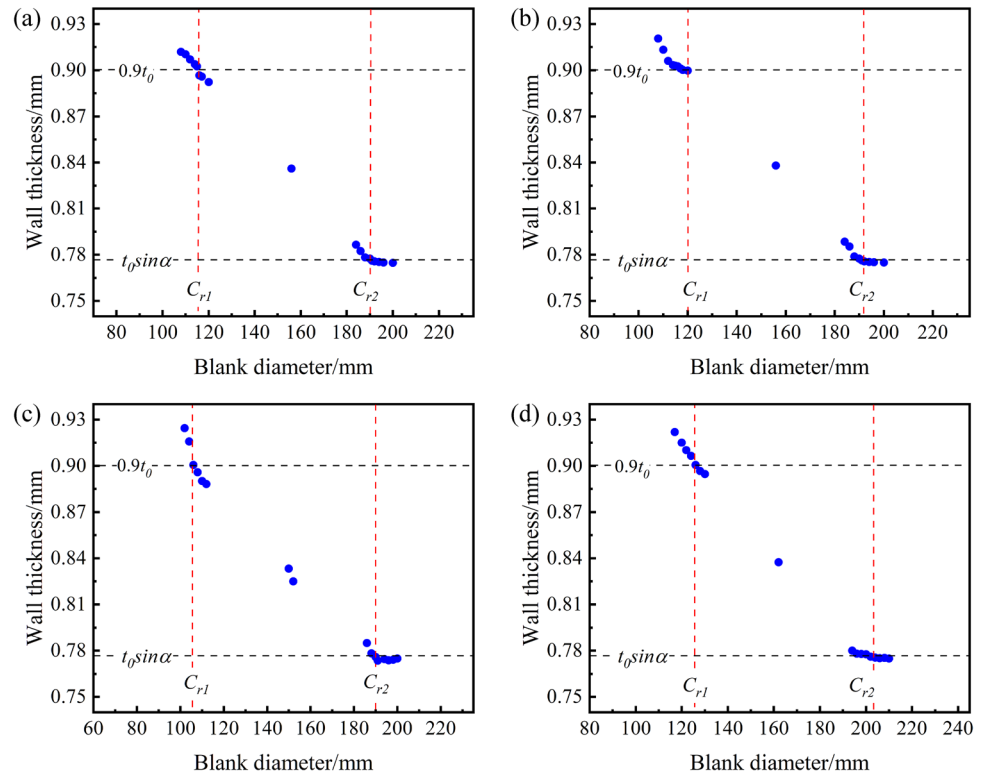 (a)
Wall thickness/mm
0.93
0.90
0.87
0.84
0.81
0.78
0.75
0.9t0
t0sinα
Cr1
Cr2
80 100 120 140 160 180 200 220
Blank diameter/mm
(b)
Wall thickness/mm
0.93
0.90
0.87
0.84
0.81
0.78
0.75
0.9t0
t0sinα
Cr1
Cr2
80 100 120 140 160 180 200 220
Blank diameter/mm
(c)
Wall thickness/mm
0.93
0.90
0.87
0.84
0.81
0.78
0.75
0.9t0
t0sinα
Cr1
Cr2
60 80 100 120 140 160 180 200 220
Blank diameter/mm
(d)
Wall thickness/mm
0.93
0.90
0.87
0.84
0.81
0.78
0.75
0.9t0
t0sinα
Cr1
Cr2
80 100 120 140 160 180 200 220 240
Blank diameter/mm